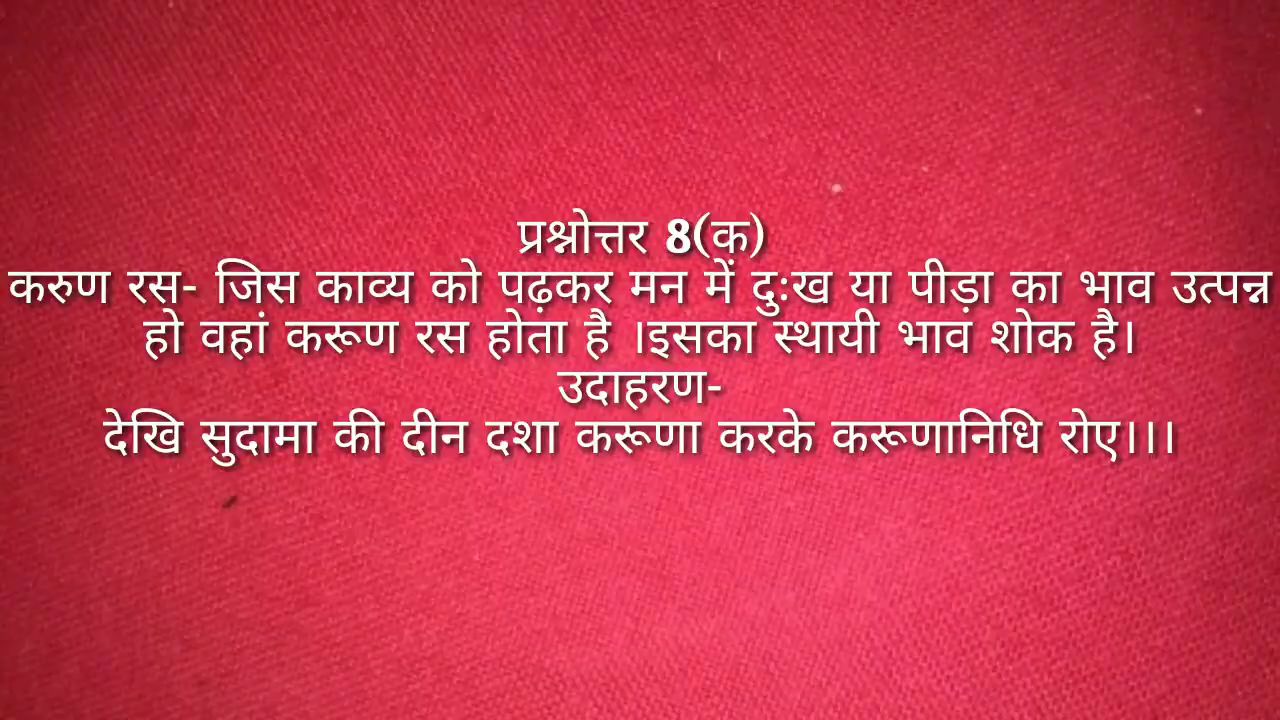 प्रश्नोत्तर 8(क)
करुण रस- जिस काव्य को पढ़कर मन में दुःख या पीड़ा का भाव उत्पन्न
हो वहां करूण रस होता है ।इसका स्थायी भाव शोक है।
उदाहरण-
देखि सुदामा की दीन दशा करूणा करके करूणानिधि रोए।।।